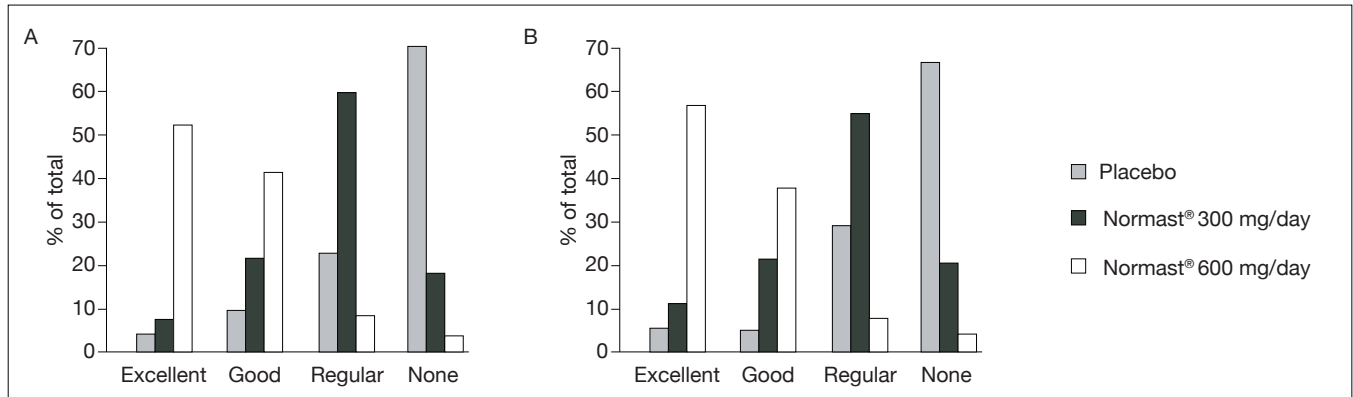 A
70
60
50
40
30
20
10
0
% of total
Excellent Good Regular None
B
70
60
50
40
30
20
10
0
% of total
Excellent Good Regular None
Placebo
Normast® 300 mg/day
Normast® 600 mg/day